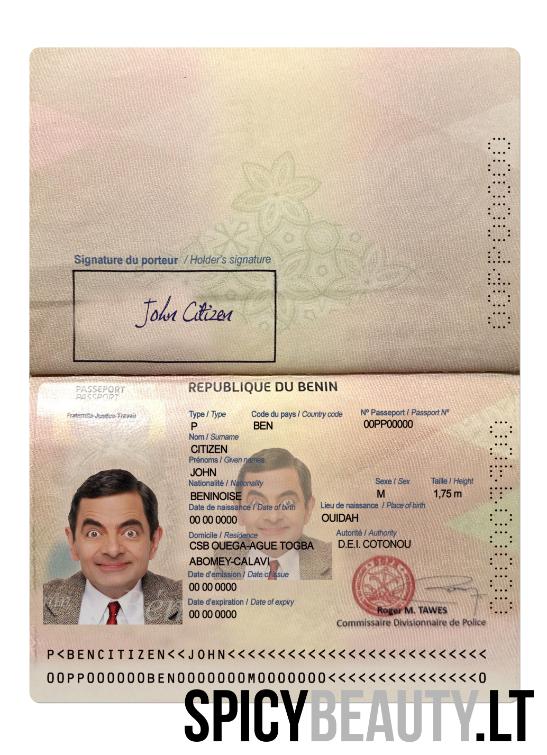 Signature du porteur / Holder's signature
John Citizen
PASSEPORT
PASSPORT
REPUBLIQUE DU BENIN
Fraternité-Justice-Travail
Type / Type Code du pays / Country code Nº Passeport / Passport Nº
P BEN 00PP00000
Nom / Surname
CITIZEN
Prénoms / Given names
JOHN
Nationalité / Nationality Sexe / Sex Taille / Height
BENINOISE M 1,75 m
Date de naissance / Date of birth Lieu de naissance / Place of birth
00 00 0000 OUIDAH
Domicile / Residence Autorité / Authority
CSB OUEGA-AGUE TOGBA D.E.I. COTONOU
ABOMEY-CALAVI
Date d'émission / Date of issue
00 00 0000
Date d'expiration / Date of expiry
00 00 0000
Roger M. TAWES
Commissaire Divisionnaire de Police
P<BENCITIZEN<<JOHN<<<<<<<<<<<<<<<<<<<<<<<<<<
00PP000000BEN0000000M0000000<<<<<<<<<<<<<<<0
SPICYBEAUTY.LT